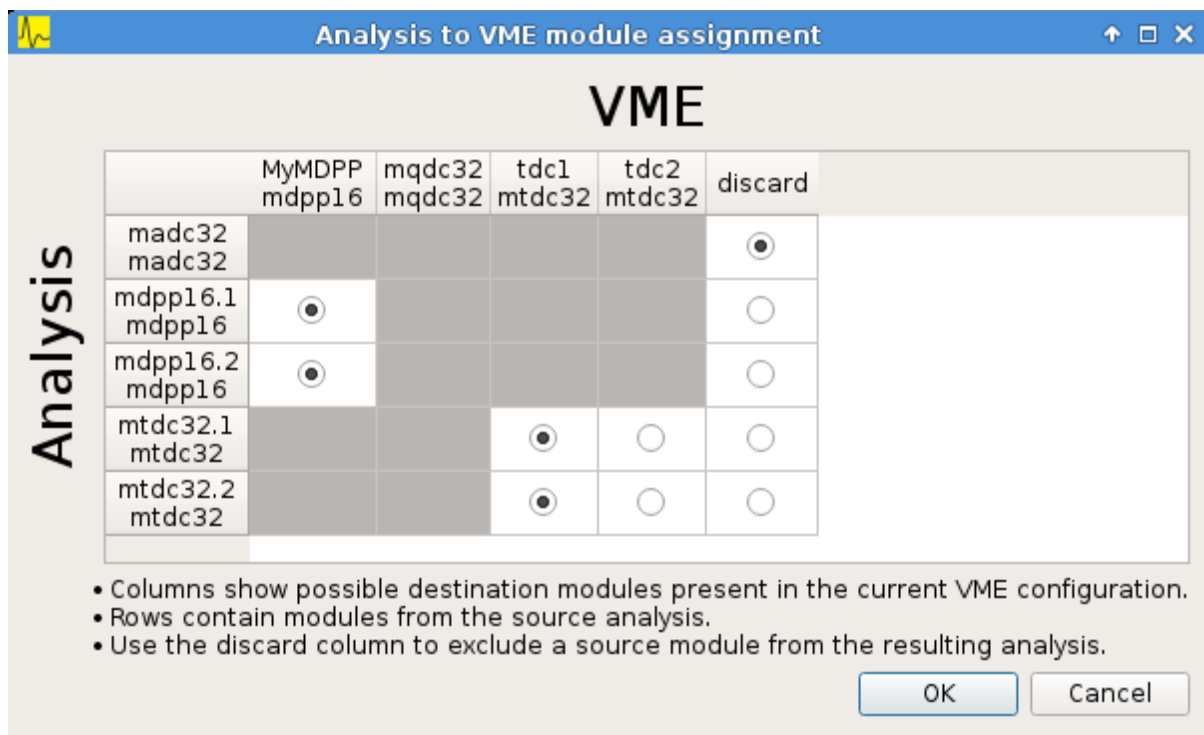 Analysis to VME module assignment
VME
MyMDPP mqdc32 tdc1 tdc2 discard
mdpp16 mqdc32 mtdc32 mtdc32
Analysis
madc32
madc32
mdpp16.1
mdpp16
mdpp16.2
mdpp16
mtdc32.1
mtdc32
mtdc32.2
mtdc32
• Columns show possible destination modules present in the current VME configuration.
• Rows contain modules from the source analysis.
• Use the discard column to exclude a source module from the resulting analysis.
OK Cancel